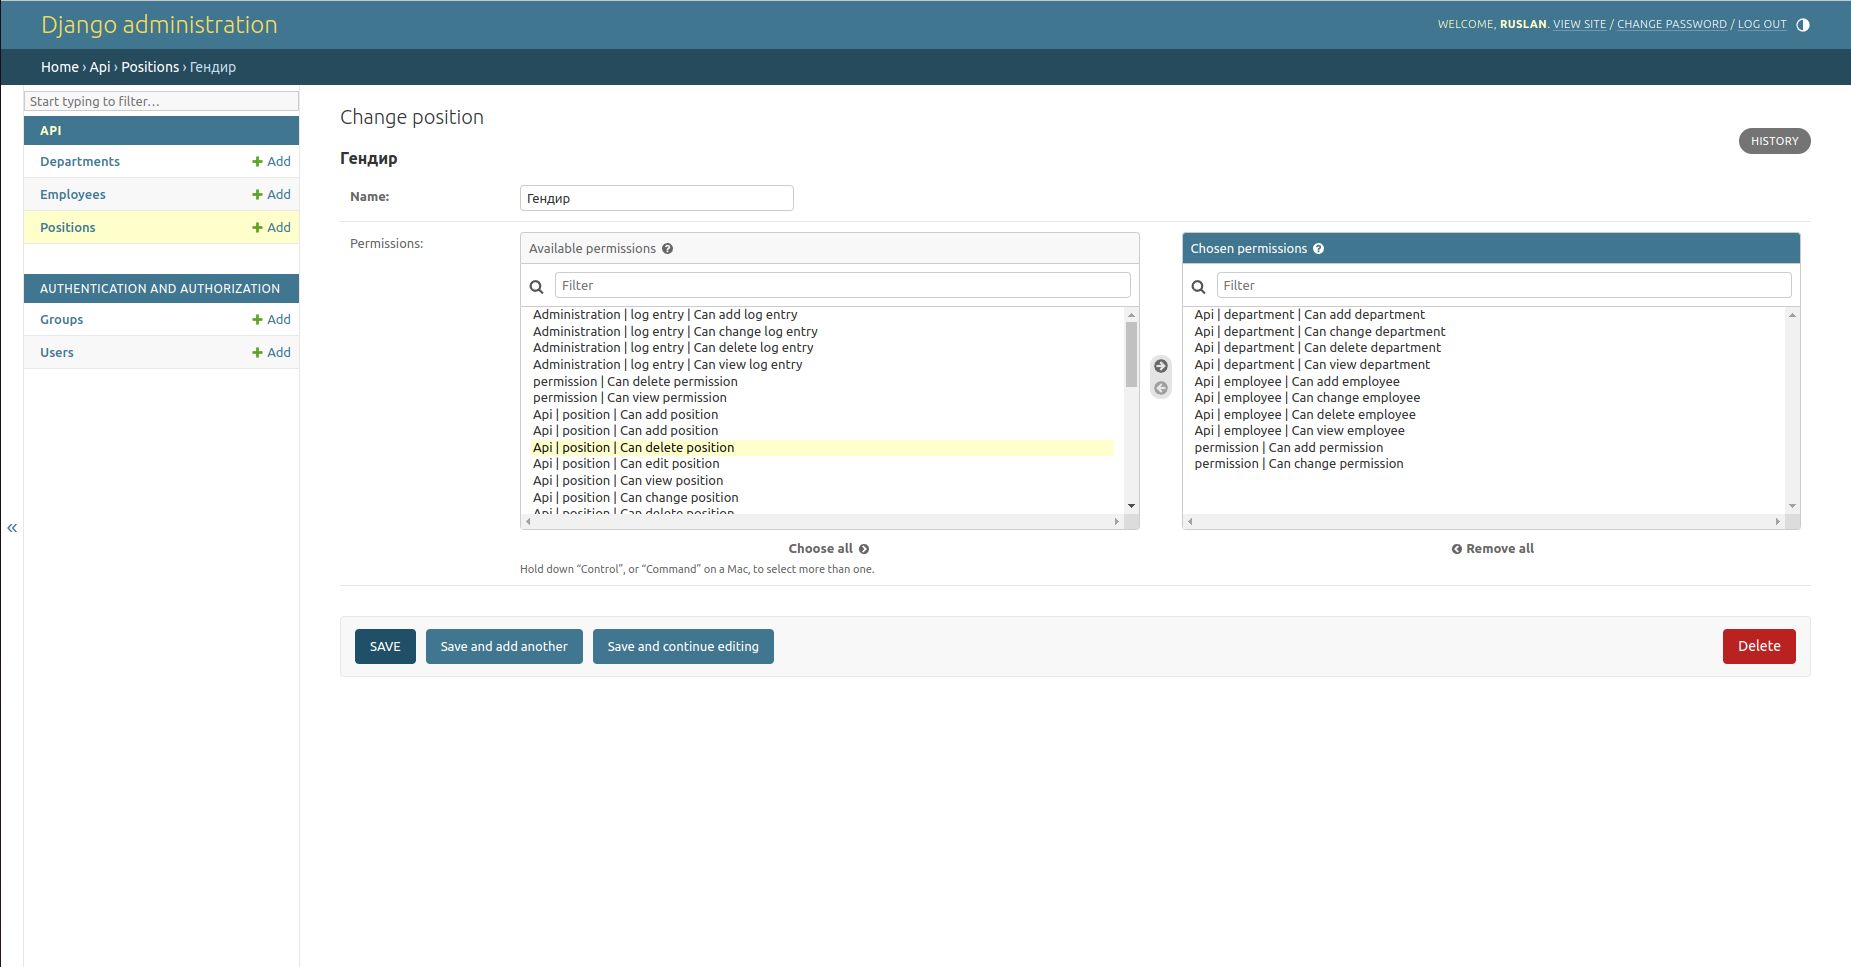 Django administration
WELCOME, RUSLAN. VIEW SITE / CHANGE PASSWORD / LOG OUT
Home › Api › Positions › Гендир
Start typing to filter...
API
Departments + Add
Employees + Add
Positions + Add
AUTHENTICATION AND AUTHORIZATION
Groups + Add
Users + Add
«
Change position
HISTORY
Гендир
Name: Гендир
Permissions:
Available permissions ?
Filter
Administration | log entry | Can add log entry
Administration | log entry | Can change log entry
Administration | log entry | Can delete log entry
Administration | log entry | Can view log entry
permission | Can delete permission
permission | Can view permission
Api | position | Can add position
Api | position | Can add position
Api | position | Can delete position
Api | position | Can edit position
Api | position | Can view position
Api | position | Can change position
Api | position | Can delete position
Choose all
Hold down “Control”, or “Command” on a Mac, to select more than one.
Chosen permissions ?
Filter
Api | department | Can add department
Api | department | Can change department
Api | department | Can delete department
Api | department | Can view department
Api | employee | Can add employee
Api | employee | Can change employee
Api | employee | Can delete employee
Api | employee | Can view employee
permission | Can add permission
permission | Can change permission
Remove all
SAVE
Save and add another
Save and continue editing
Delete